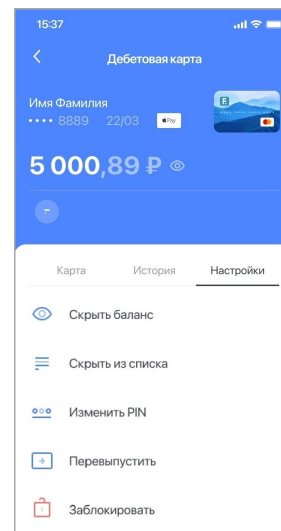 15:37
Дебетовая карта
Имя Фамилия
•••• 8889 22/03 Pay
E
5 000,89 ₽
Карта История Настройки
Скрыть баланс
Скрыть из списка
Изменить PIN
Перевыпустить
Заблокировать